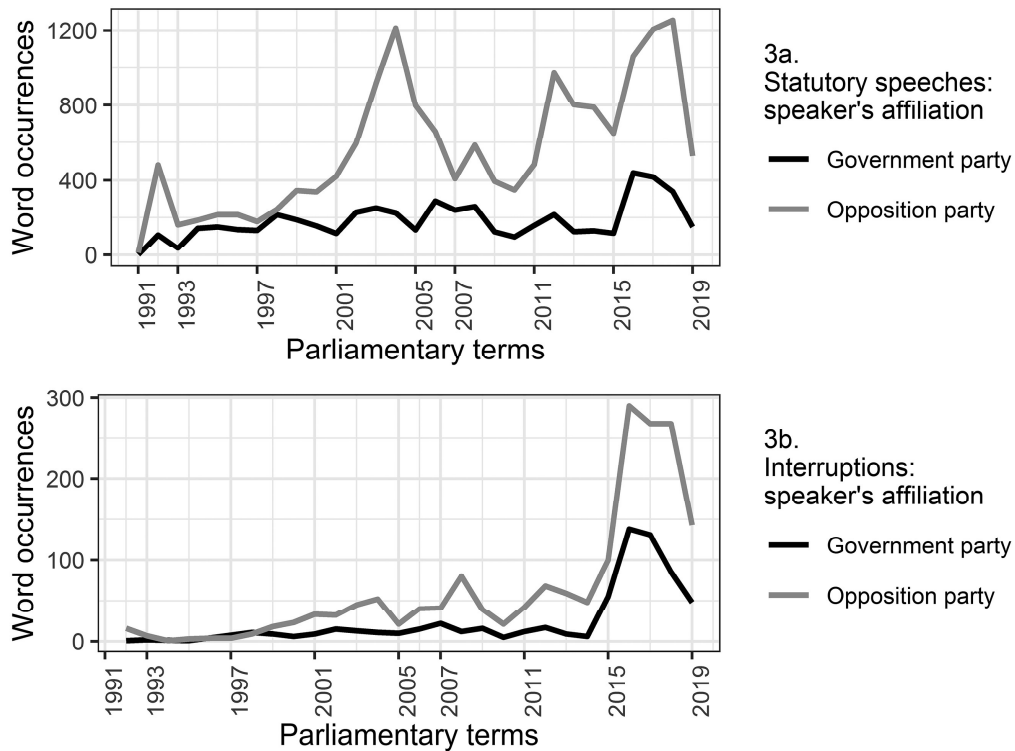 Word occurrences
1200
800
400
0
1991
1993
1997
2001
2005
2007
2011
2015
2019
Parliamentary terms
3a.
Statutory speeches:
speaker's affiliation
Government party
Opposition party
Word occurrences
300
200
100
0
1991
1993
1997
2001
2005
2007
2011
2015
2019
Parliamentary terms
3b.
Interruptions:
speaker's affiliation
Government party
Opposition party